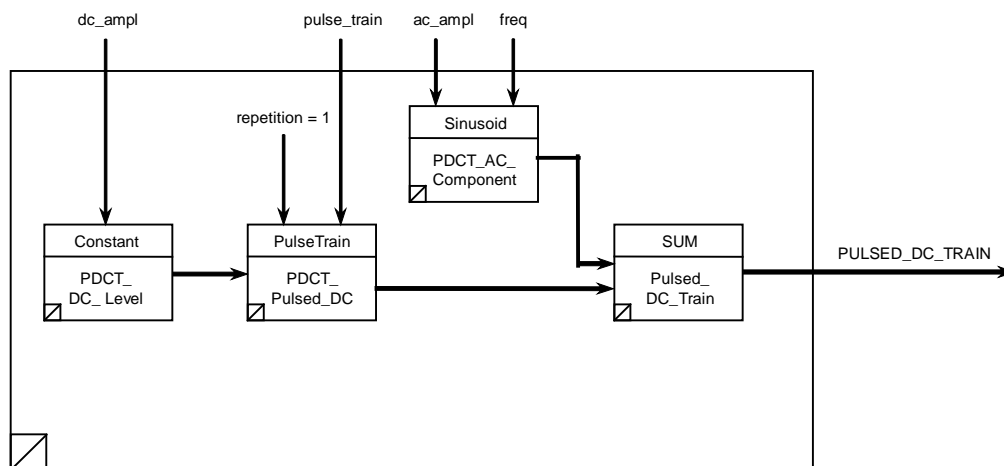 dc_ampl
pulse_train
ac_ampl
freq
repetition = 1
Sinusoid
PDCT_AC_
Component
Constant
PDCT_
DC_ Level
PulseTrain
PDCT_
Pulsed_DC
SUM
Pulsed_
DC_Train
PULSED_DC_TRAIN